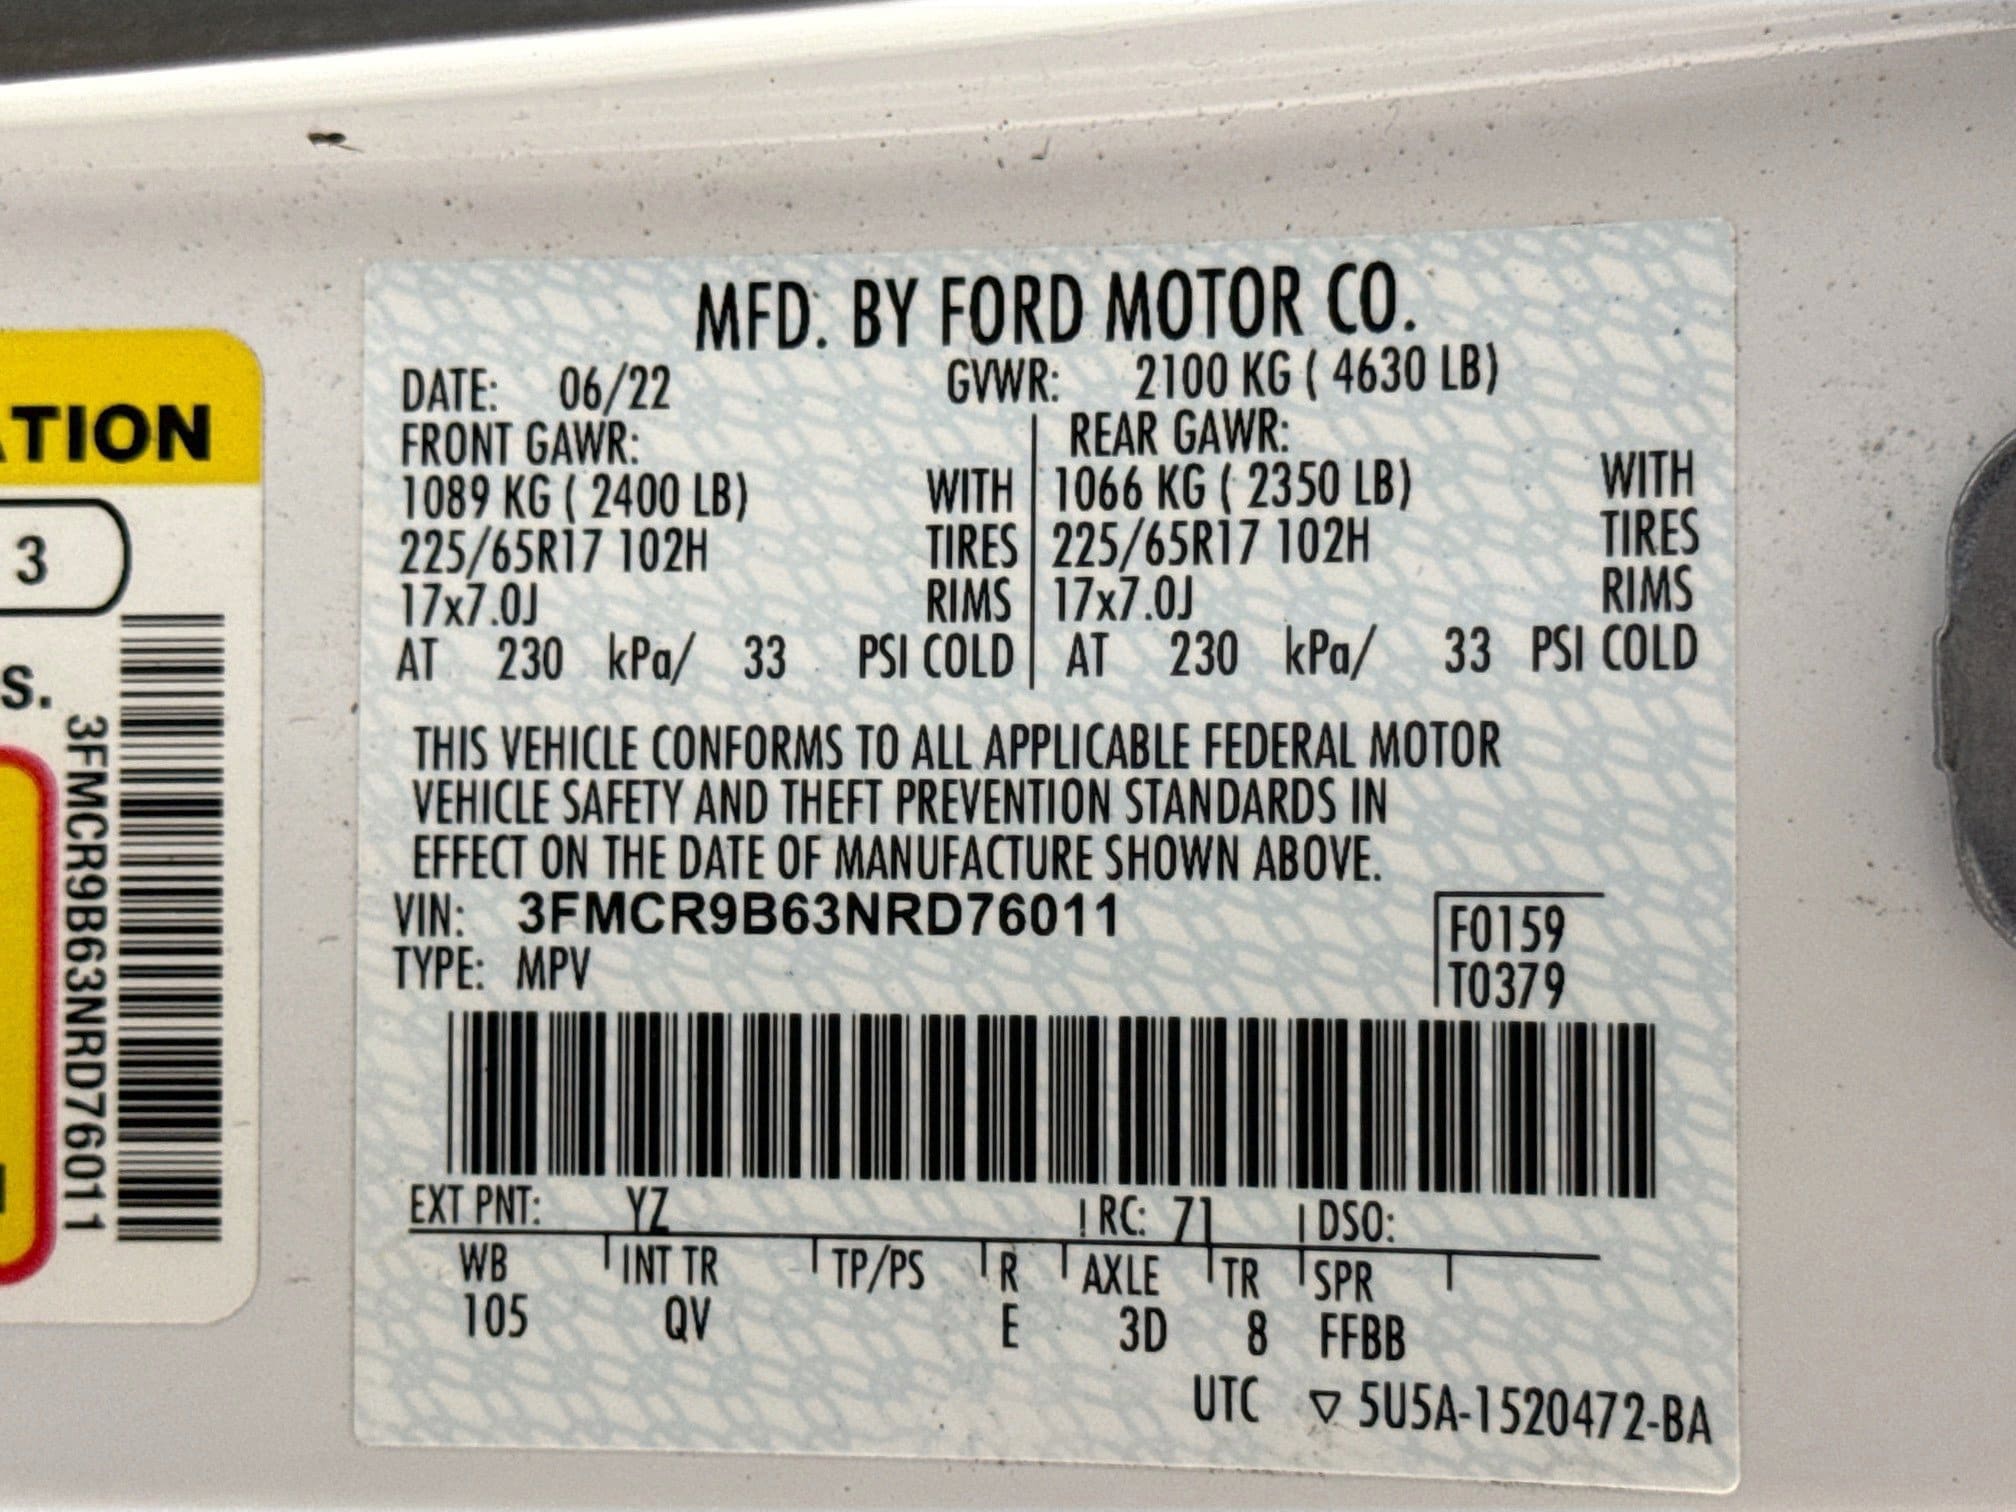 ATION
3
S.
3FMCR9B63NRD76011
MFD. BY FORD MOTOR CO.
DATE: 06/22 GVWR: 2100 KG ( 4630 LB)
FRONT GAWR: REAR GAWR:
1089 KG ( 2400 LB) WITH 1066 KG ( 2350 LB) WITH
225/65R17 102H TIRES 225/65R17 102H TIRES
17x7.0J RIMS 17x7.0J RIMS
AT 230 kPa/ 33 PSI COLD AT 230 kPa/ 33 PSI COLD
THIS VEHICLE CONFORMS TO ALL APPLICABLE FEDERAL MOTOR
VEHICLE SAFETY AND THEFT PREVENTION STANDARDS IN
EFFECT ON THE DATE OF MANUFACTURE SHOWN ABOVE.
VIN: 3FMCR9B63NRD76011 F0159
TYPE: MPV T0379
EXT PNT: YZ RC: 71 DSO:
WB INT TR TP/PS R AXLE TR SPR
105 QV E 3D 8 FFBB
UTC ▽ 5U5A-1520472-BA